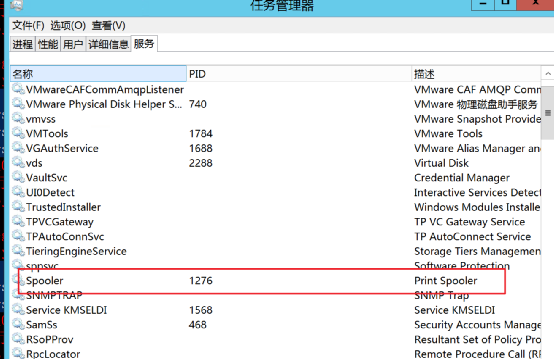 任务管理器
文件(F) 选项(O) 查看(V)
进程 性能 用户 详细信息 服务
名称 PID 描述
VMwareCAFCommAmqpListener VMware CAF AMQP Commun
VMware Physical Disk Helper S... 740 VMware 物理磁盘助手服务
vmvss VMware Snapshot Provide
VMTools 1784 VMware Tools
VGAuthService 1688 VMware Alias Manager and
vds 2288 Virtual Disk
VaultSvc Credential Manager
UI0Detect Interactive Services Detect
TrustedInstaller Windows Modules Installe
TPVCGateway TP VC Gateway Service
TPAutoConnSvc TP AutoConnect Service
TieringEngineService Storage Tiers Management
sppsvc Software Protection
Spooler 1276 Print Spooler
SNMPTRAP SNMP Trap
Service KMSELDI 1568 Service KMSELDI
SamSs 468 Security Accounts Manage
RSoPProv Resultant Set of Policy Pro
RpcLocator Remote Procedure Call (RP